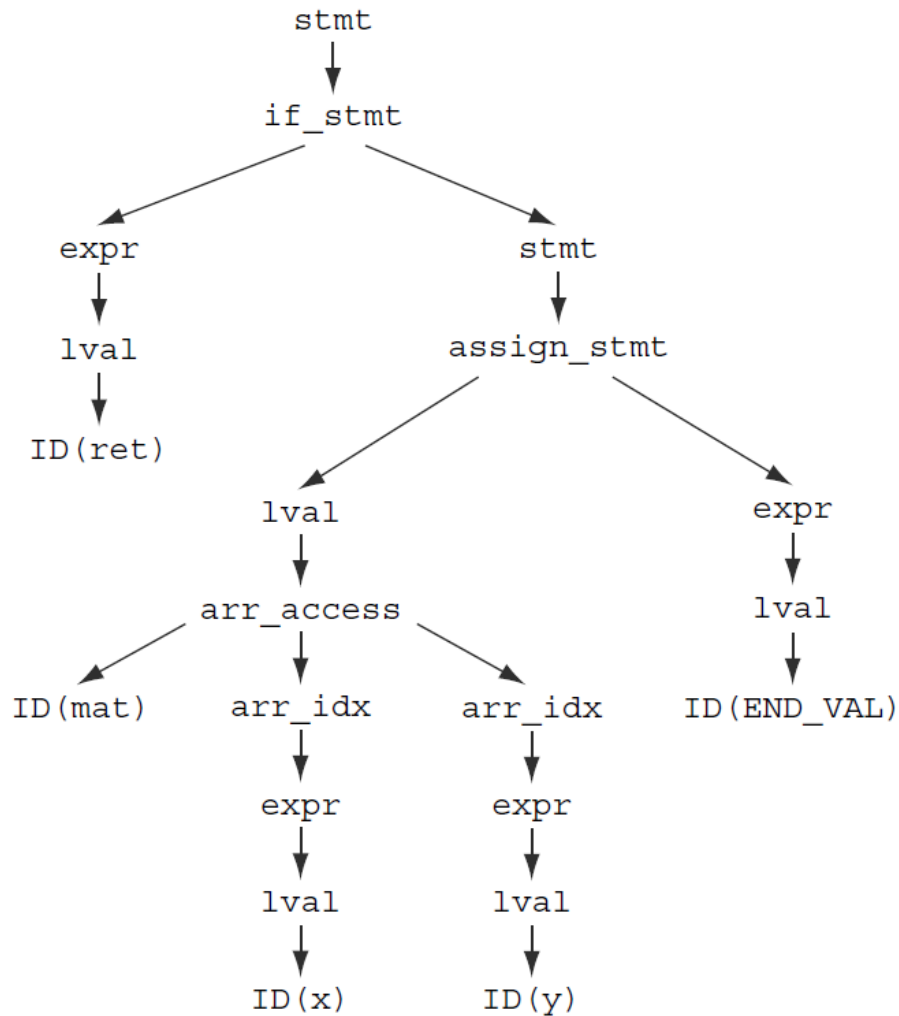 stmt
if_stmt
expr stmt
lval assign_stmt
ID(ret)
lval expr
arr_access lval
ID(mat) arr_idx arr_idx ID(END_VAL)
expr expr
lval lval
ID(x) ID(y)